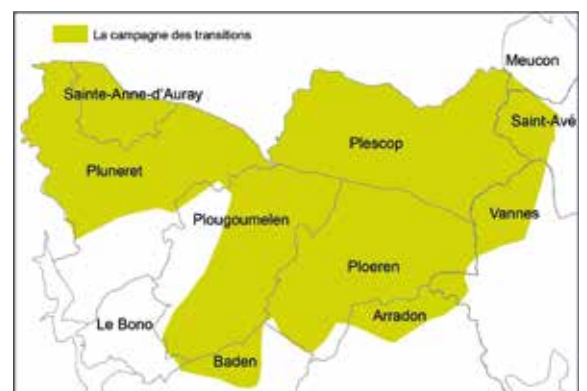 La campagne des transitions
Meucon
Sainte-Anne-d'Auray
Saint-Avé
Plescop
Pluneret
Vannes
Plougoumelen
Ploeren
Le Bono
Arradon
Baden